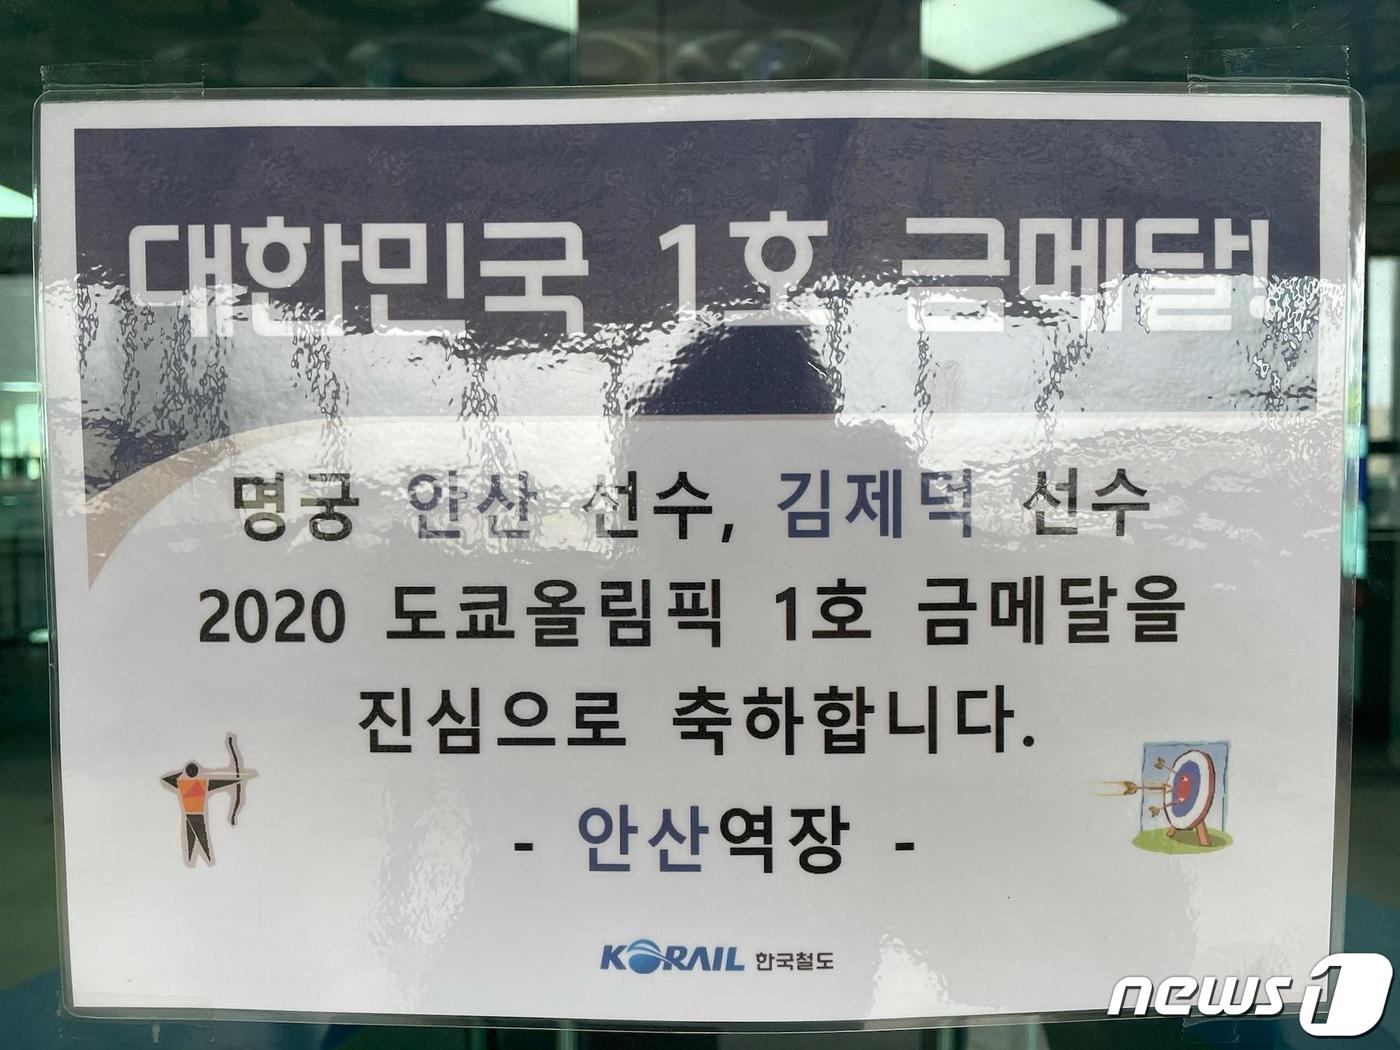 대한민국 1호 금메달!
명궁 안산 선수, 김제덕 선수
2020 도쿄올림픽 1호 금메달을
진심으로 축하합니다.
- 안산역장 -
KORAIL 한국철도
news1